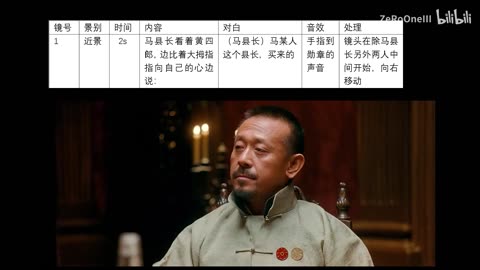 ZeRoOneIII bilibili
镜号 景别 时间 内容 对白 音效 处理
1 近景 2s 马县长看着黄四 （马县长）马某人 手指到 镜头在除马县
郎，边比着大拇指 这个县长，买来的 勋章的 长另外两人中
指向自己的心边 声音 间开始，向右
说： 移动